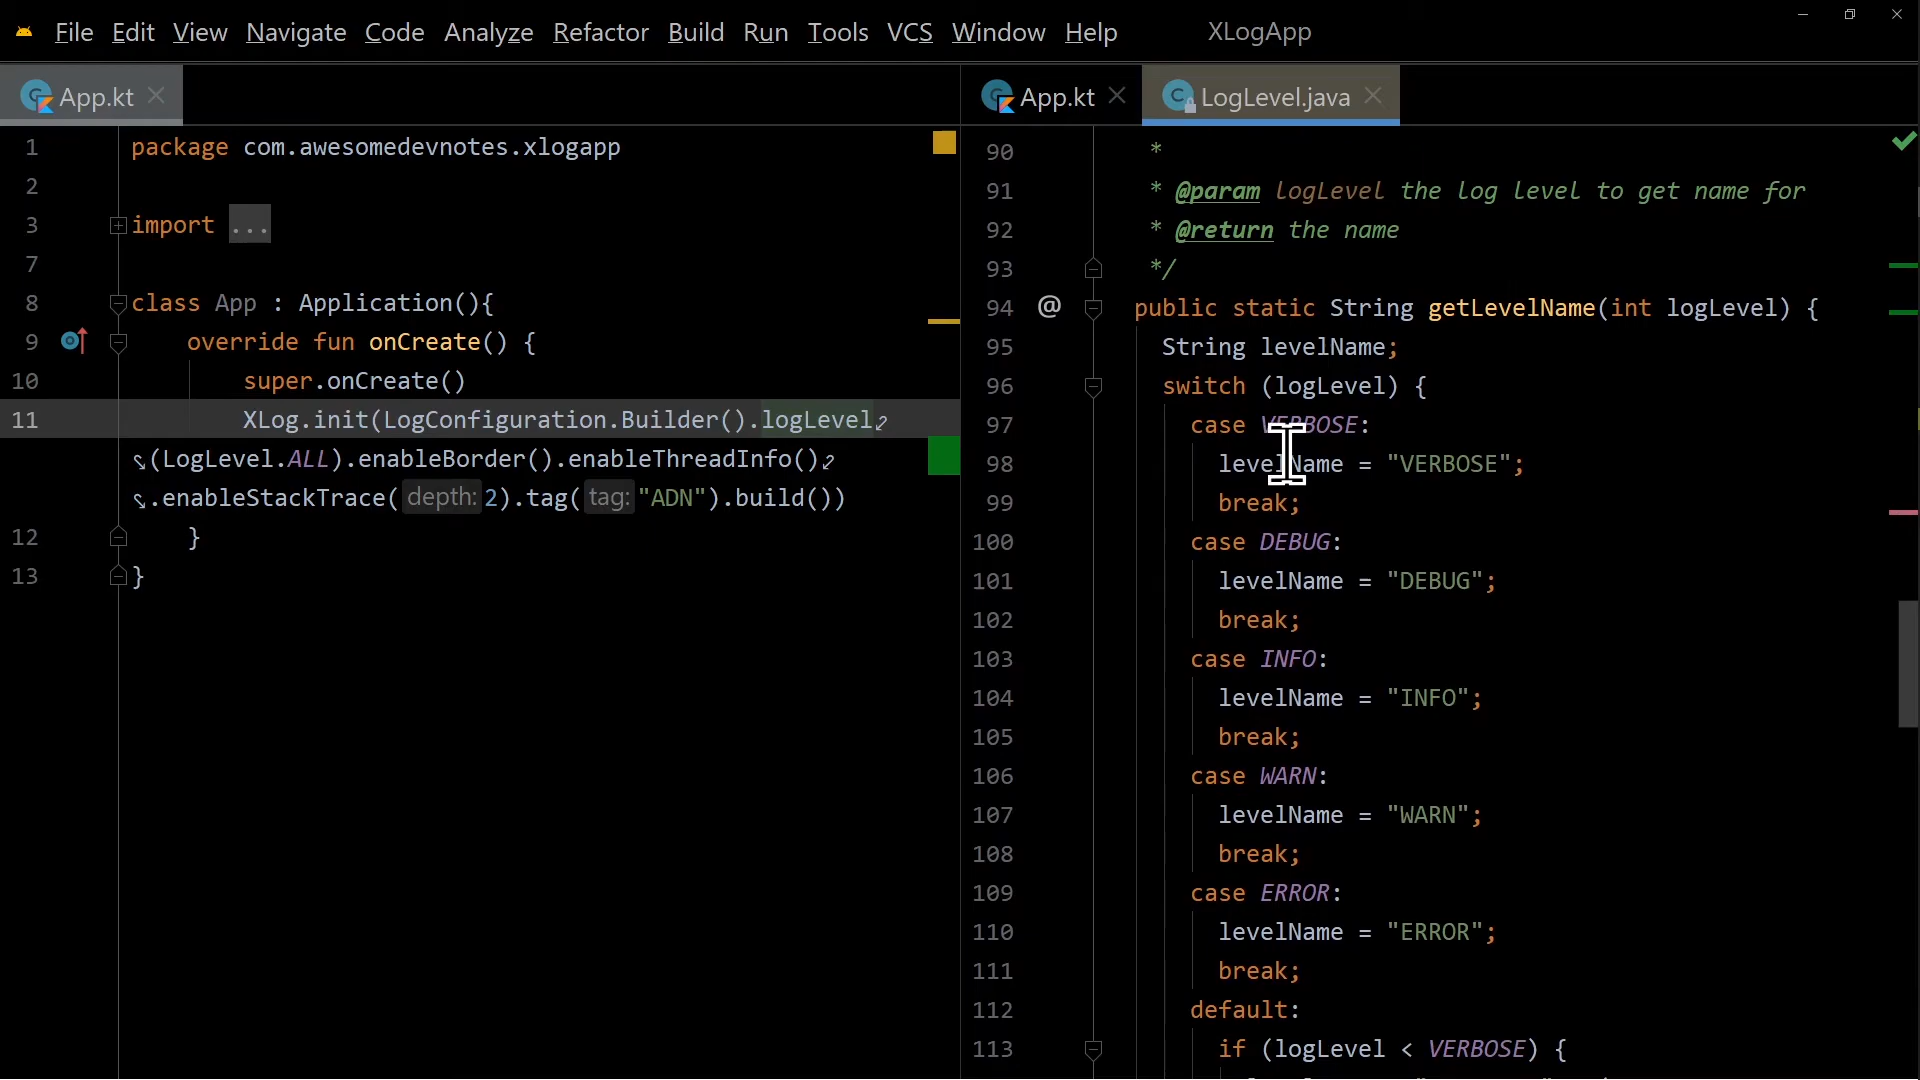 File Edit View Navigate Code Analyze Refactor Build Run Tools VCS Window Help XLogApp
App.kt
1 package com.awesomedevnotes.xlogapp
2
3 import ...
7
8 class App : Application(){
9 override fun onCreate() {
10 super.onCreate()
11 XLog.init(LogConfiguration.Builder().logLevel
(LogLevel.ALL).enableBorder().enableThreadInfo()
.enableStackTrace( depth: 2).tag( tag: "ADN").build())
12 }
13 }
App.kt LogLevel.java
90 *
91 * @param logLevel the log level to get name for
92 * @return the name
93 */
94 @ public static String getLevelName(int logLevel) {
95 String levelName;
96 switch (logLevel) {
97 case VERBOSE:
98 levelName = "VERBOSE";
99 break;
100 case DEBUG:
101 levelName = "DEBUG";
102 break;
103 case INFO:
104 levelName = "INFO";
105 break;
106 case WARN:
107 levelName = "WARN";
108 break;
109 case ERROR:
110 levelName = "ERROR";
111 break;
112 default:
113 if (logLevel < VERBOSE) {